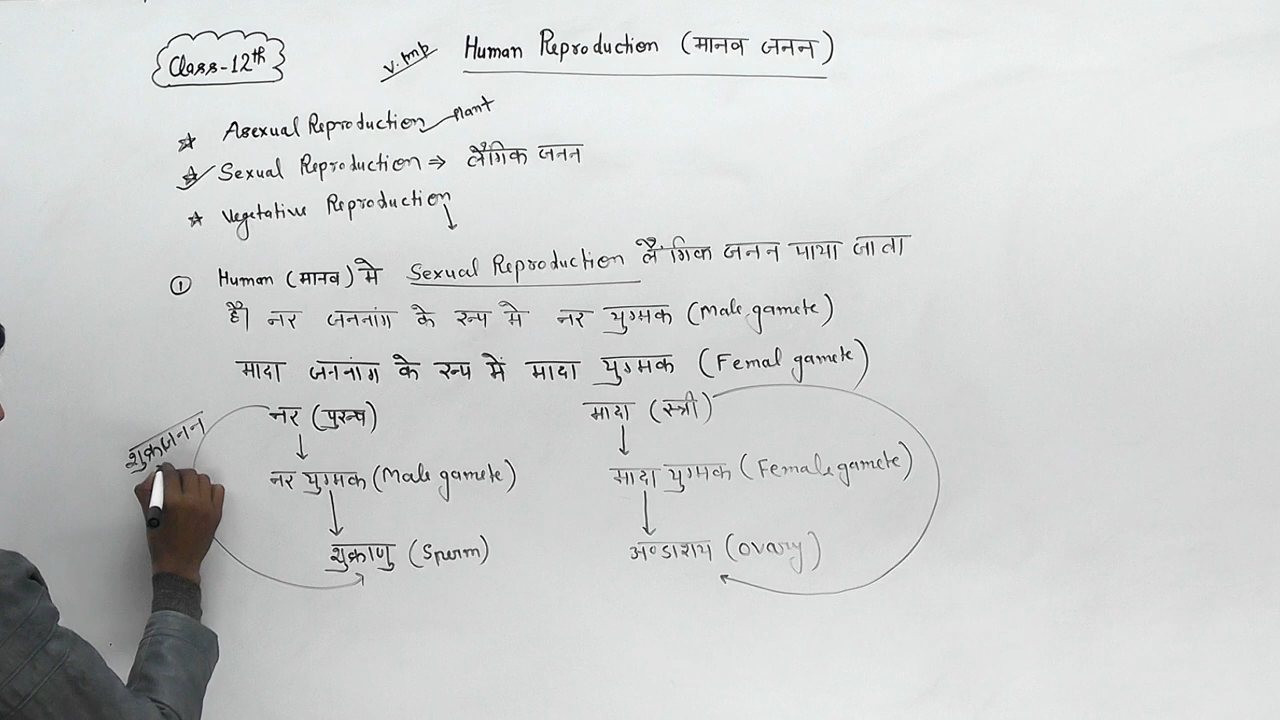 Class-12th
V. Imp
Human Reproduction (मानव जनन)
☆ Asexual Reproduction plant
☆ Sexual Reproduction ⇒ लैंगिक जनन
☆ Vegetative Reproduction ↓
① Human (मानव) मे Sexual Reproduction लैंगिक जनन पाया जाता
है। नर जननांग के रूप मे नर युग्मक (Male gamete)
मादा जननांग के रूप में मादा युग्मक (Femal gamete)
नर (पुरुष) मादा (स्त्री)
शुक्रजनन
नर युग्मक (Male gamete) मादा युग्मक (Female gamete)
शुक्राणु (Sperm) अण्डाशय (Ovary)